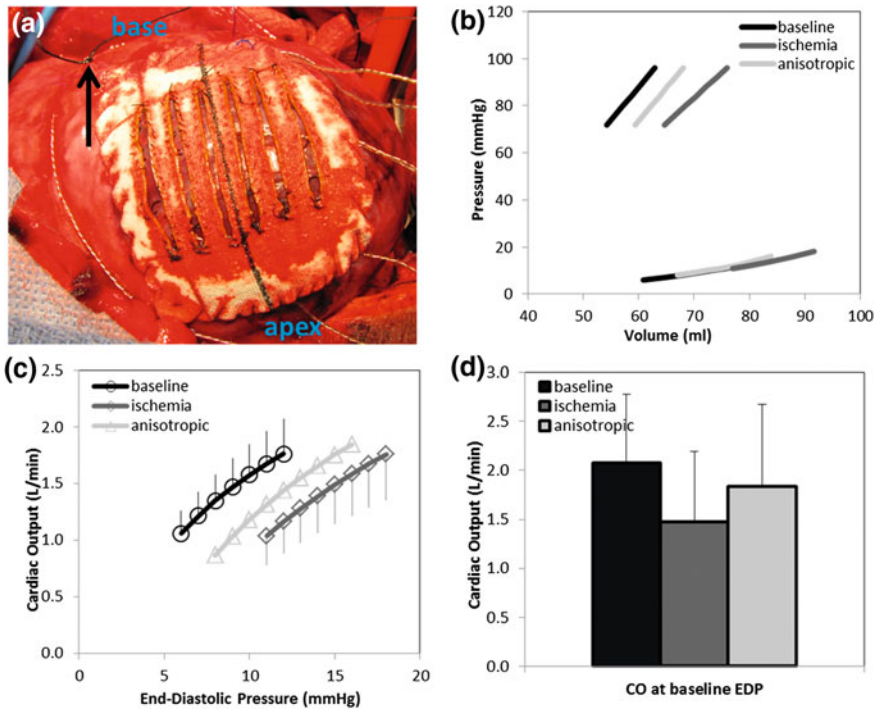 (a)
base
apex
(b)
baseline
ischemia
anisotropic
Pressure (mmHg)
120
100
80
60
40
20
0
40
50
60
70
80
90
100
Volume (ml)
(c)
baseline
ischemia
anisotropic
Cardiac Output (L/min)
2.5
2.0
1.5
1.0
0.5
0.0
0
5
10
15
20
End-Diastolic Pressure (mmHg)
(d)
baseline
ischemia
anisotropic
Cardiac Output (L/min)
3.0
2.5
2.0
1.5
1.0
0.5
0.0
CO at baseline EDP